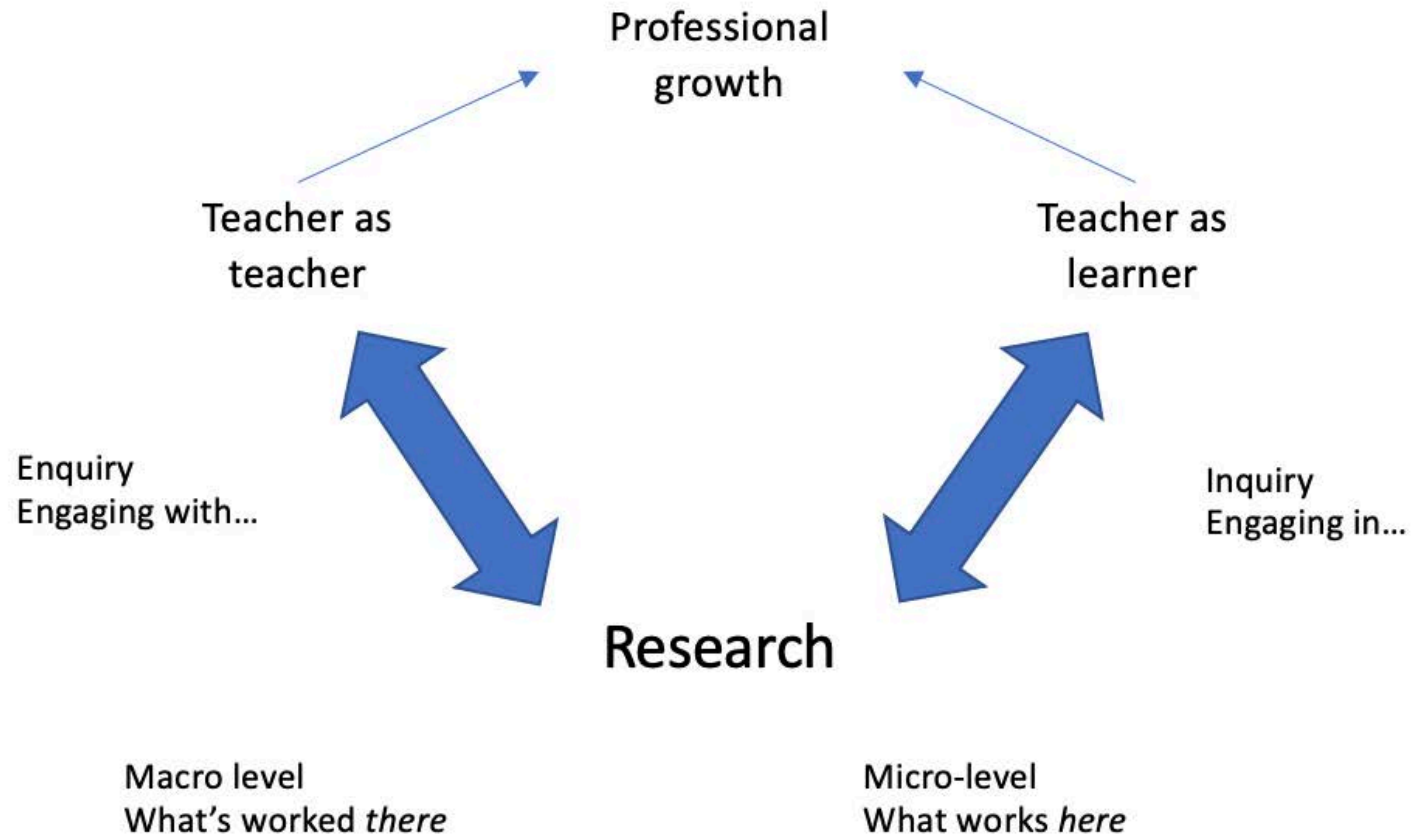 Professional
growth
Teacher as
teacher
Teacher as
learner
Enquiry
Engaging with…
Inquiry
Engaging in…
Research
Macro level
What’s worked there
Micro-level
What works here